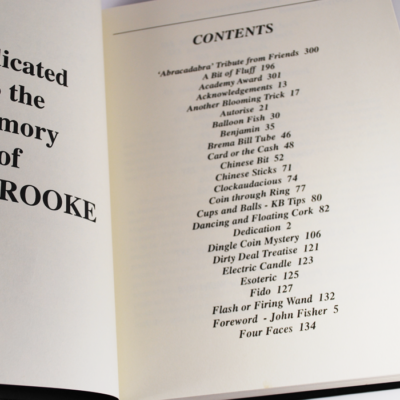 licated
the
mory
of
ROOKE
CONTENTS
'Abracadabra' Tribute from Friends 300
A Bit of Fluff 196
Academy Award 301
Acknowledgements 13
Another Blooming Trick 17
Autorise 21
Balloon Fish 30
Benjamin 35
Brema Bill Tube 46
Card or the Cash 48
Chinese Bit 52
Chinese Sticks 71
Clockaudacious 74
Coin through Ring 77
Cups and Balls - KB Tips 80
Dancing and Floating Cork 82
Dedication 2
Dingle Coin Mystery 106
Dirty Deal Treatise 121
Electric Candle 123
Esoteric 125
Fido 127
Flash or Firing Wand 132
Foreword - John Fisher 5
Four Faces 134